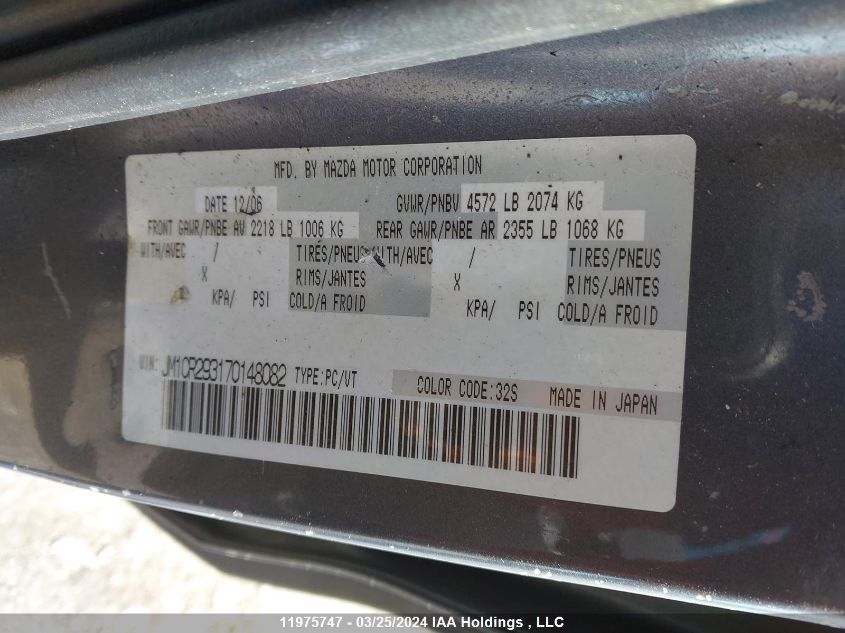 MFD. BY MAZDA MOTOR CORPORATION
DATE 12/06 GVWR/PNBV 4572 LB 2074 KG
FRONT GAWR/PNBE AV 2218 LB 1006 KG REAR GAWR/PNBE AR 2355 LB 1068 KG
WITH/AVEC / TIRES/PNEUS WITH/AVEC / TIRES/PNEUS
X RIMS/JANTES X RIMS/JANTES
KPA/ PSI COLD/A FROID KPA/ PSI COLD/A FROID
VIN: JM1CR293170148082 TYPE:PC/VT COLOR CODE:32S MADE IN JAPAN
11975747 - 03/25/2024 IAA Holdings , LLC